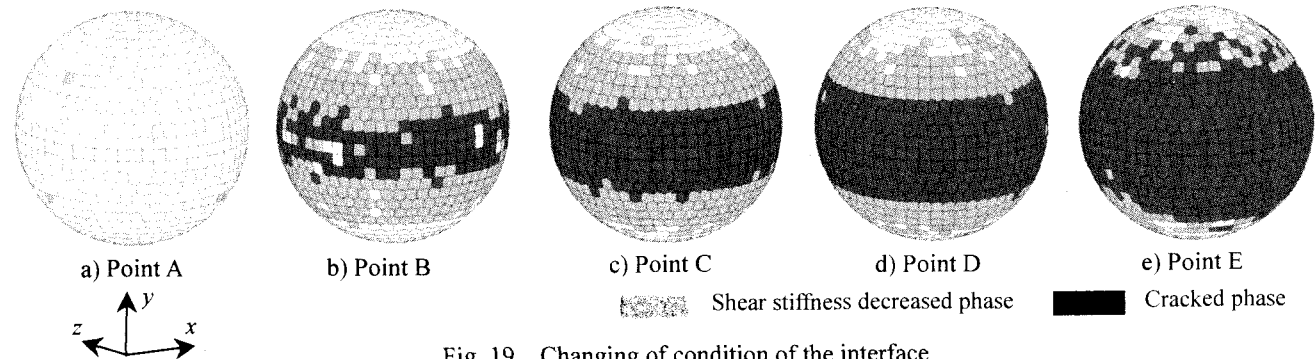 a) Point A
b) Point B
c) Point C
d) Point D
e) Point E
y
z
x
Shear stiffness decreased phase
Cracked phase
Fig. 19 Changing of condition of the interface